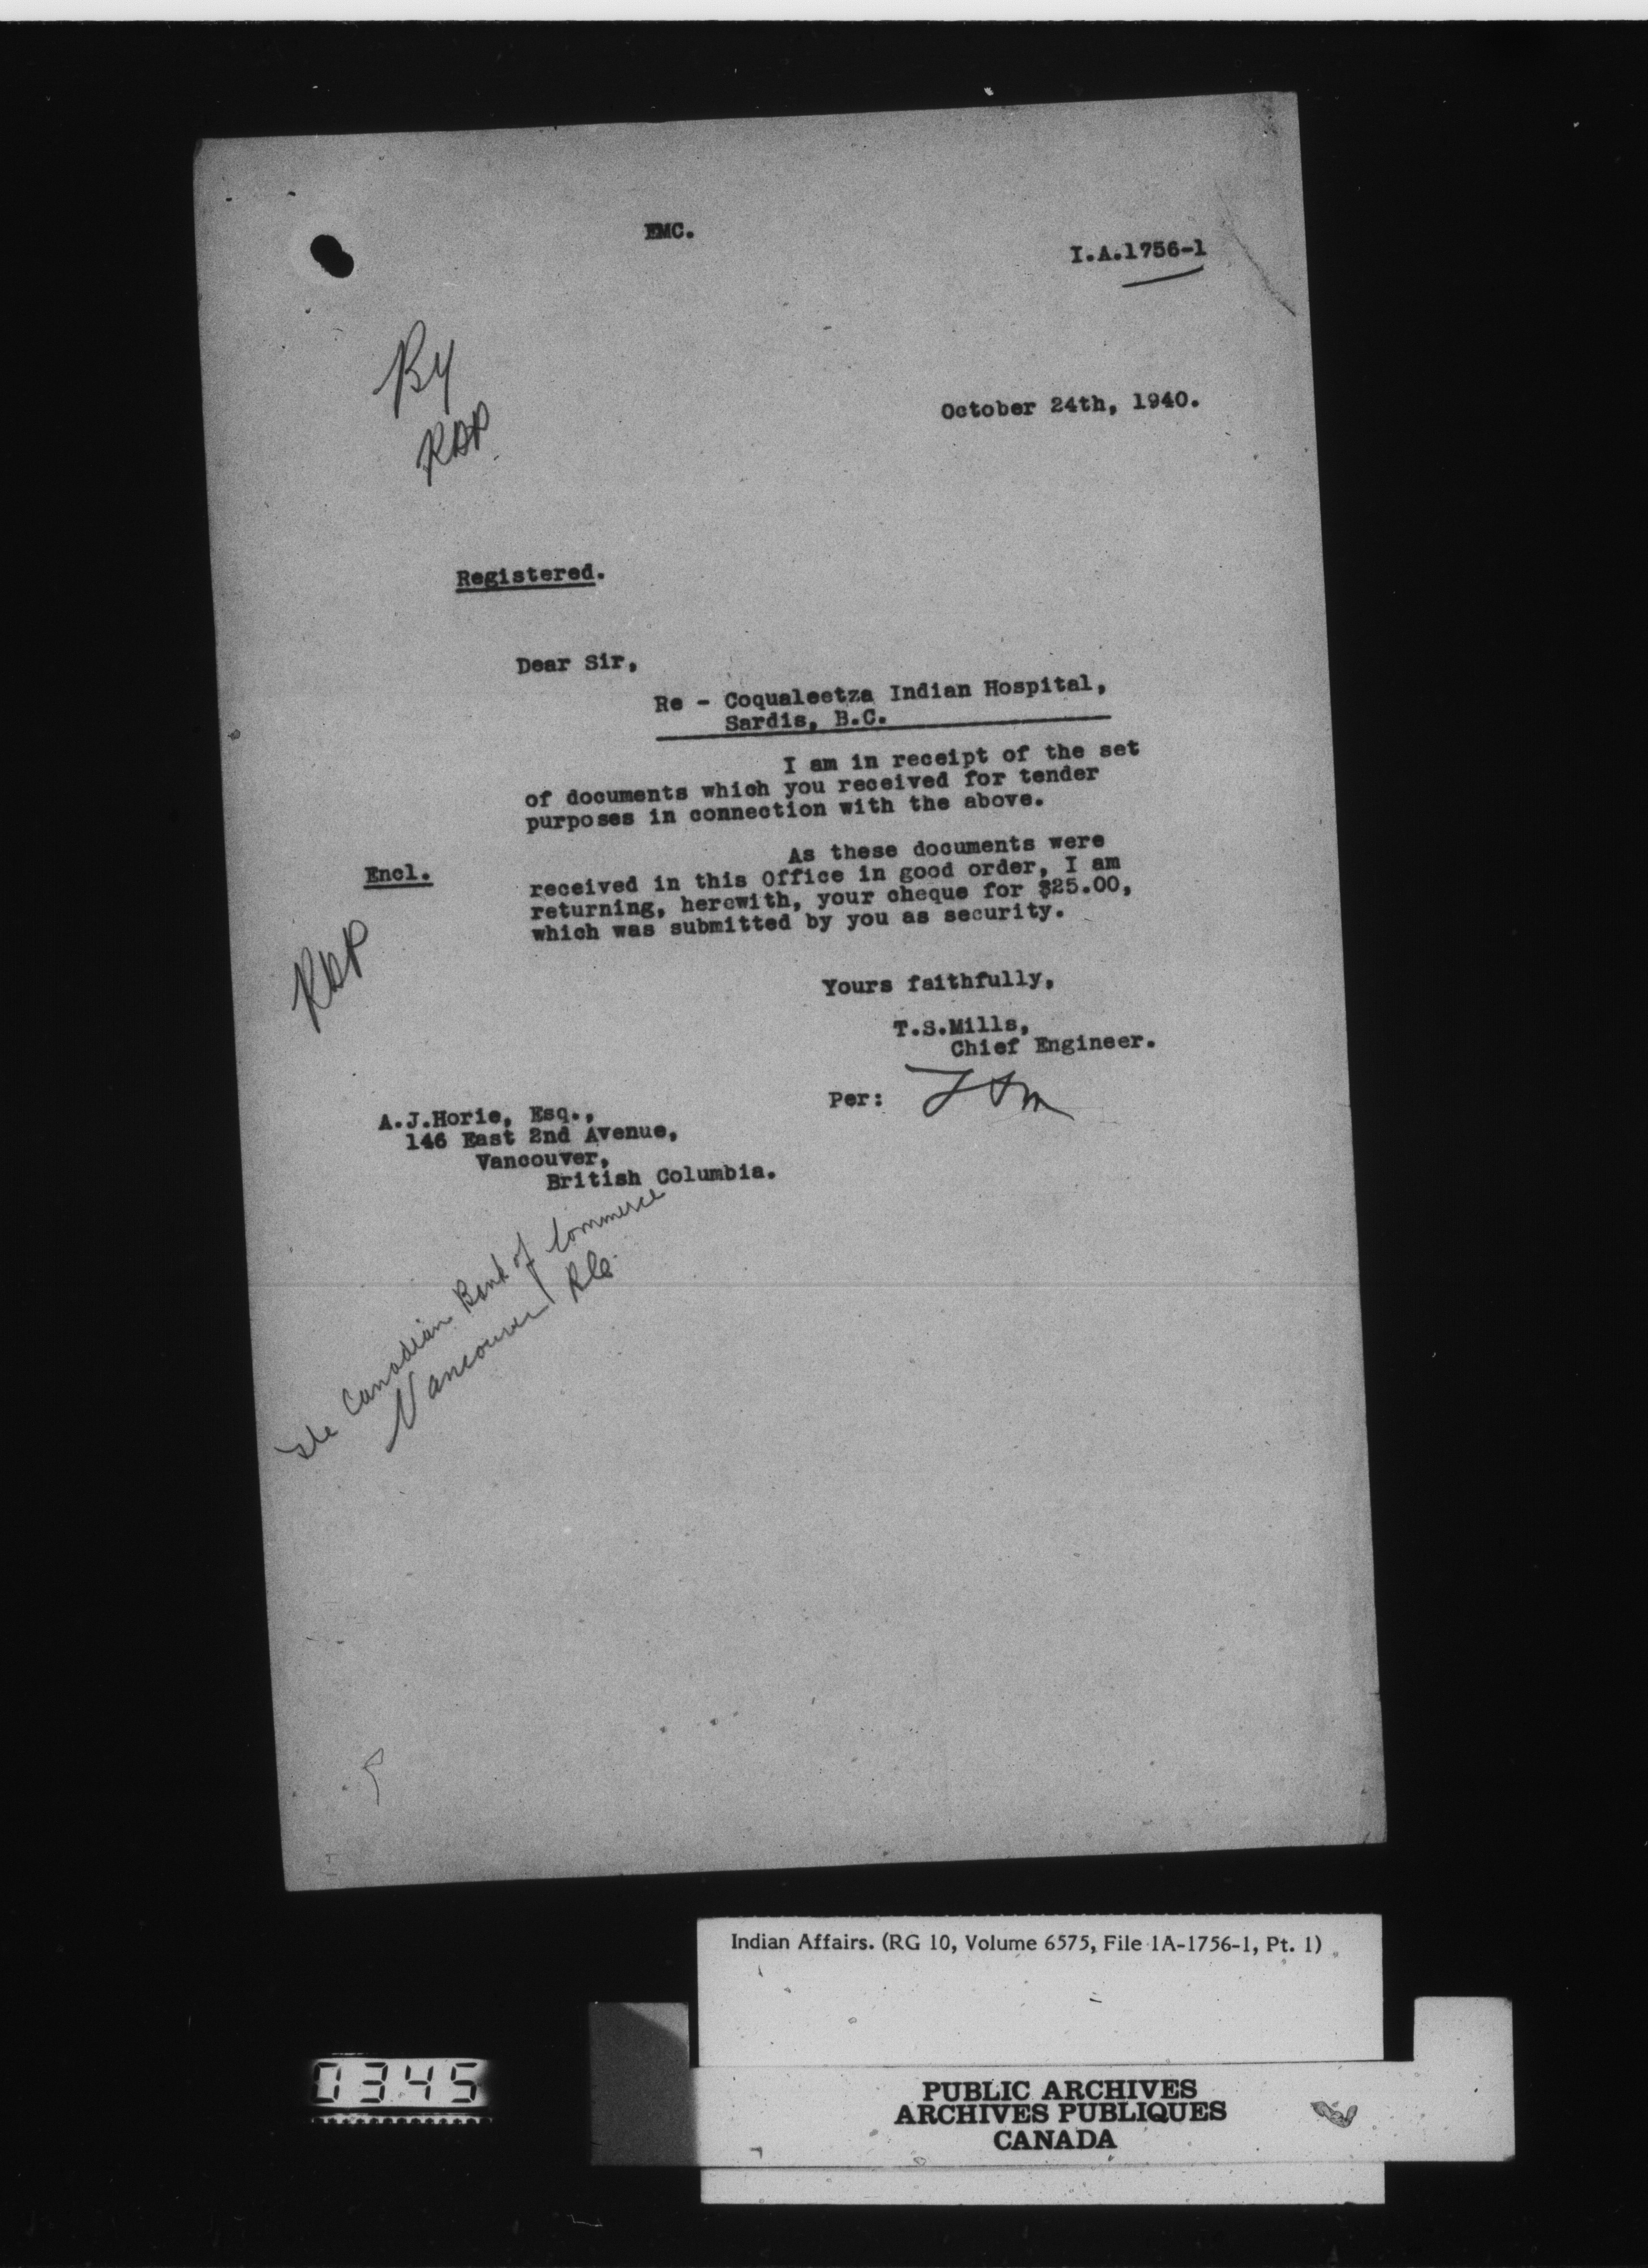 EMC.
I.A.1756-1
By
RAP
October 24th, 1940.
Registered.
Dear Sir,
Re - Coqualeetza Indian Hospital,
Sardis, B.C.
I am in receipt of the set
of documents which you received for tender
purposes in connection with the above.
As these documents were
Encl.
received in this Office in good order, I am
returning, herewith, your cheque for $25.00,
which was submitted by you as security.
RAP
Yours faithfully,
T.S.Mills,
Chief Engineer.
Per:
A.J.Horie, Esq.,
146 East 2nd Avenue,
Vancouver,
British Columbia.
The Canadian Bank of Commerce
Vancouver
Indian Affairs. (RG 10, Volume 6575, File 1A-1756-1, Pt. 1)
0345
PUBLIC ARCHIVES
ARCHIVES PUBLIQUES
CANADA